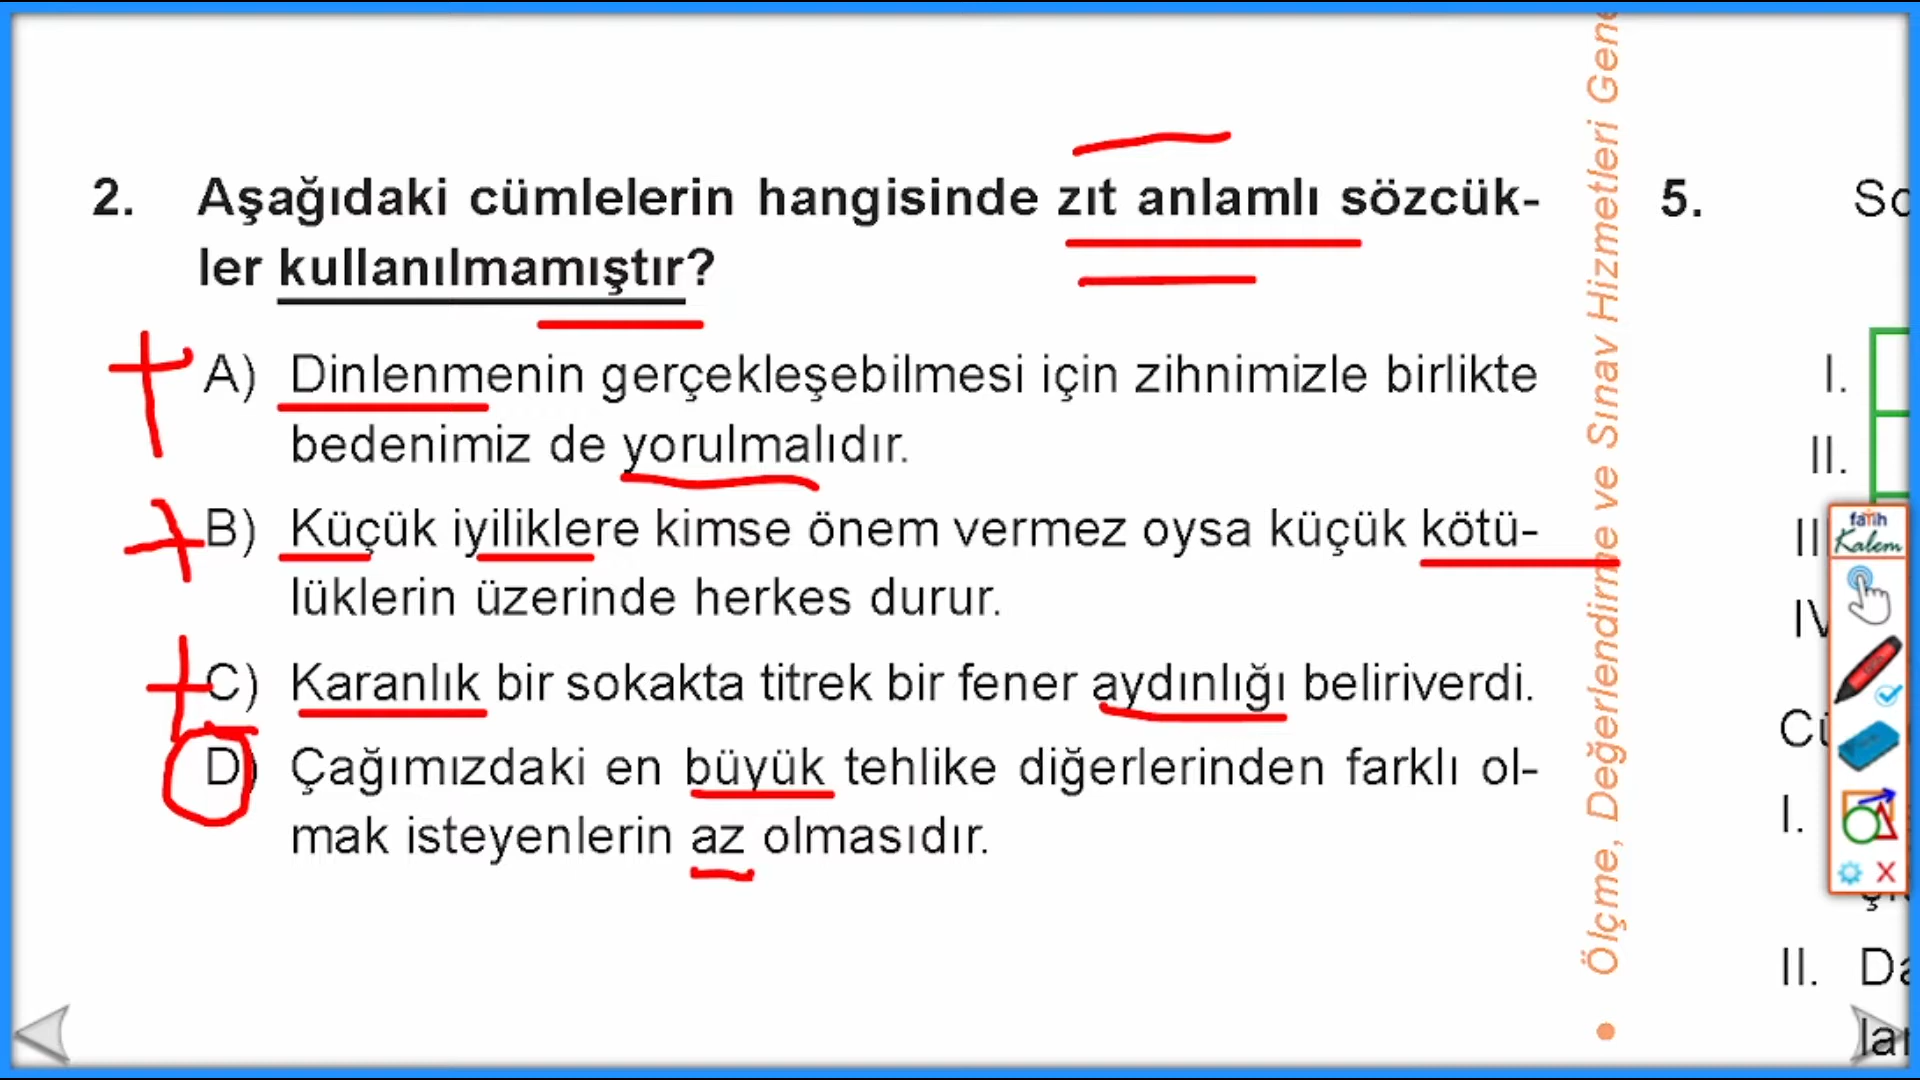 2. Aşağıdaki cümlelerin hangisinde zıt anlamlı sözcük-
ler kullanılmamıştır?
A) Dinlenmenin gerçekleşebilmesi için zihnimizle birlikte
bedenimiz de yorulmalıdır.
B) Küçük iyiliklere kimse önem vermez oysa küçük kötü-
lüklerin üzerinde herkes durur.
C) Karanlık bir sokakta titrek bir fener aydınlığı beliriverdi.
D) Çağımızdaki en büyük tehlike diğerlerinden farklı ol-
mak isteyenlerin az olmasıdır.
• Ölçme, Değerlendirme ve Sınav Hizmetleri Gene
5.
I.
II.
fatih
Kalem
I.
II.